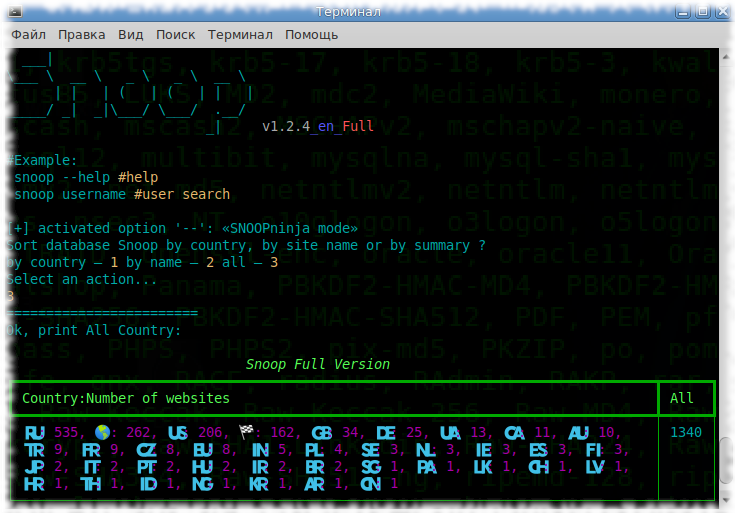 Терминал
Файл Правка Вид Поиск Терминал Помощь
Snoop
v1.2.4_en_Full
#Example:
snoop --help #help
snoop username #user search
[+] activated option '--': «SNOOPninja mode»
Sort database Snoop by country, by site name or by summary ?
by country — 1 by name — 2 all — 3
Select an action...
3
========================
Ok, print All Country:
Snoop Full Version
Country:Number of websites All
RU 535, 🌎: 262, US 206, 🏁: 162, GB 34, DE 25, UA 13, CA 11, AU 10, 1340
TR 9, FR 9, CZ 8, EU 8, IN 5, PL: 4, SE 3, NL 3, IE 3, ES 3, FI: 3,
JP 2, IT 2, PT 2, HU 2, IR 2, BR 2, SG 1, PA 1, LK 1, CH 1, LV 1,
HR 1, TH 1, ID 1, NG 1, KR 1, AR 1, CN 1